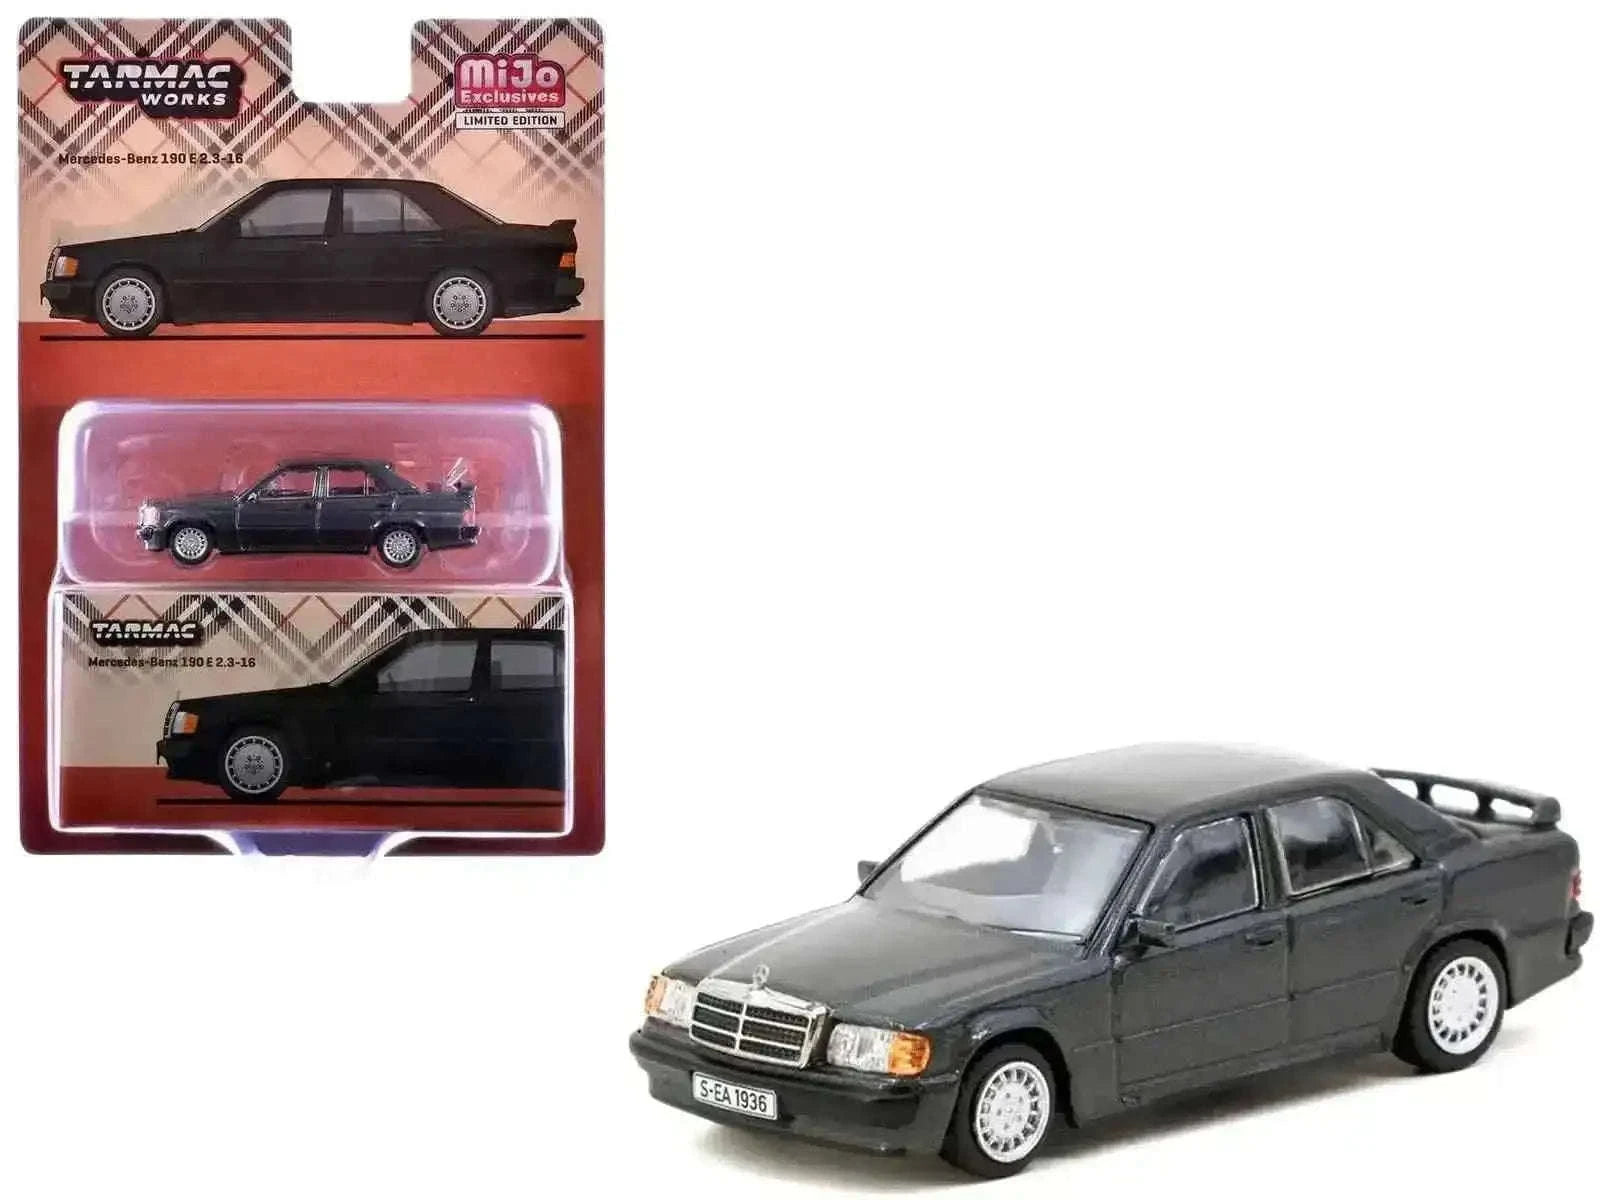 TARMAC
WORKS
MiJo
Exclusives
LIMITED EDITION
Mercedes-Benz 190 E 2.3-16
TARMAC
Mercedes-Benz 190 E 2.3-16
S-EA 1936